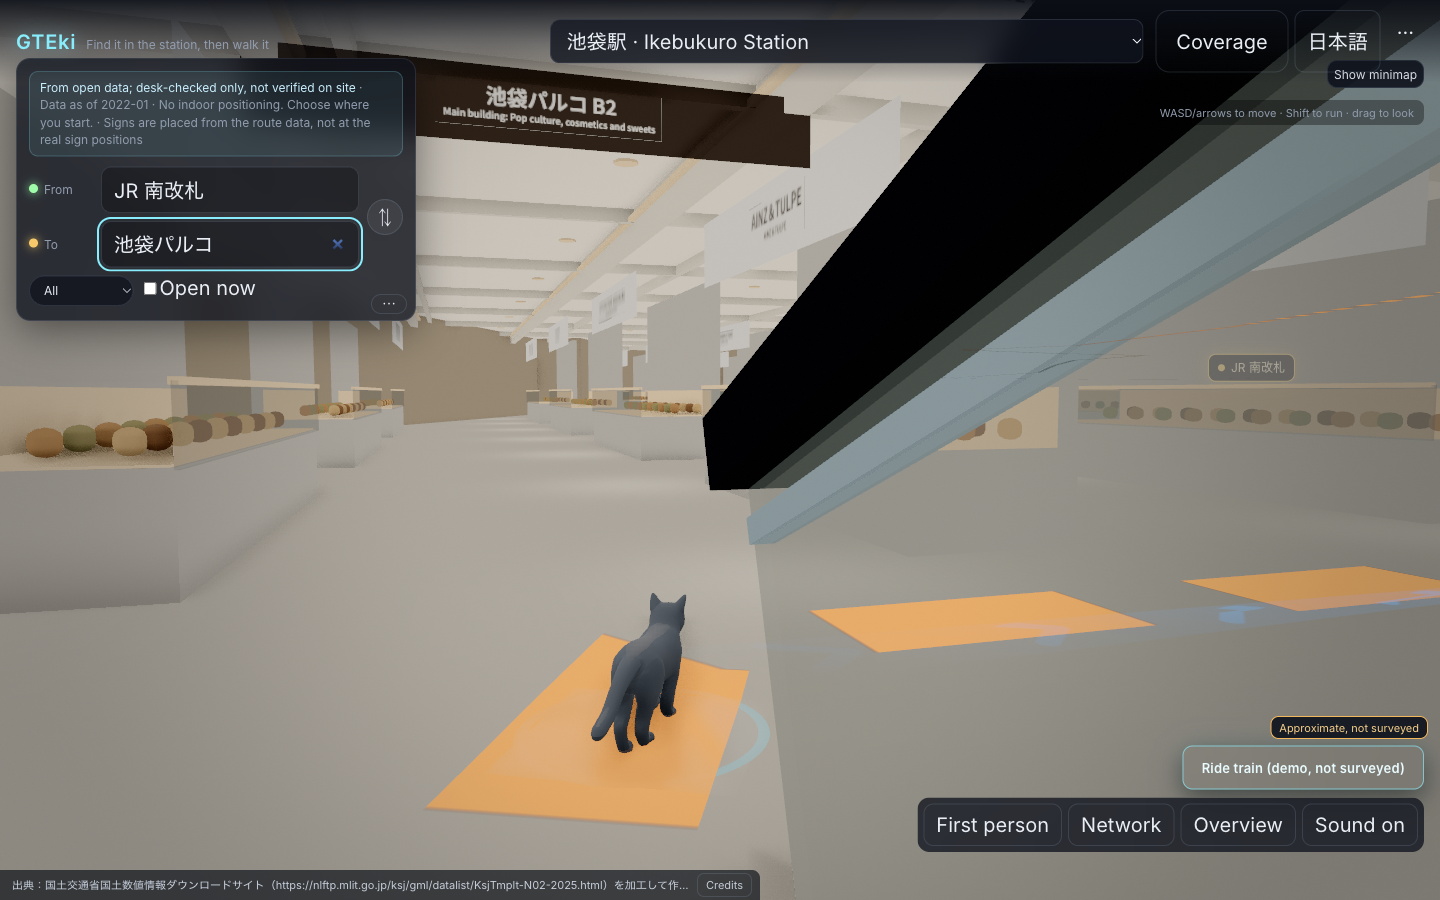 GTEki
Find it in the station, then walk it
池袋駅 · Ikebukuro Station
Coverage
日本語
···
Show minimap
WASD/arrows to move · Shift to run · drag to look
From open data; desk-checked only, not verified on site ·
Data as of 2022-01 · No indoor positioning. Choose where
you start. · Signs are placed from the route data, not at the
real sign positions
From
JR 南改札
To
池袋パルコ
All
Open now
···
池袋パルコ B2
Main building: Pop culture, cosmetics and sweets
AINZ & TULPE
JR 南改札
Approximate, not surveyed
Ride train (demo, not surveyed)
First person
Network
Overview
Sound on
出典：国土交通省国土数値情報ダウンロードサイト（https://nlftp.mlit.go.jp/ksj/gml/datalist/KsjTmplt-N02-2025.html）を加工して作...
Credits